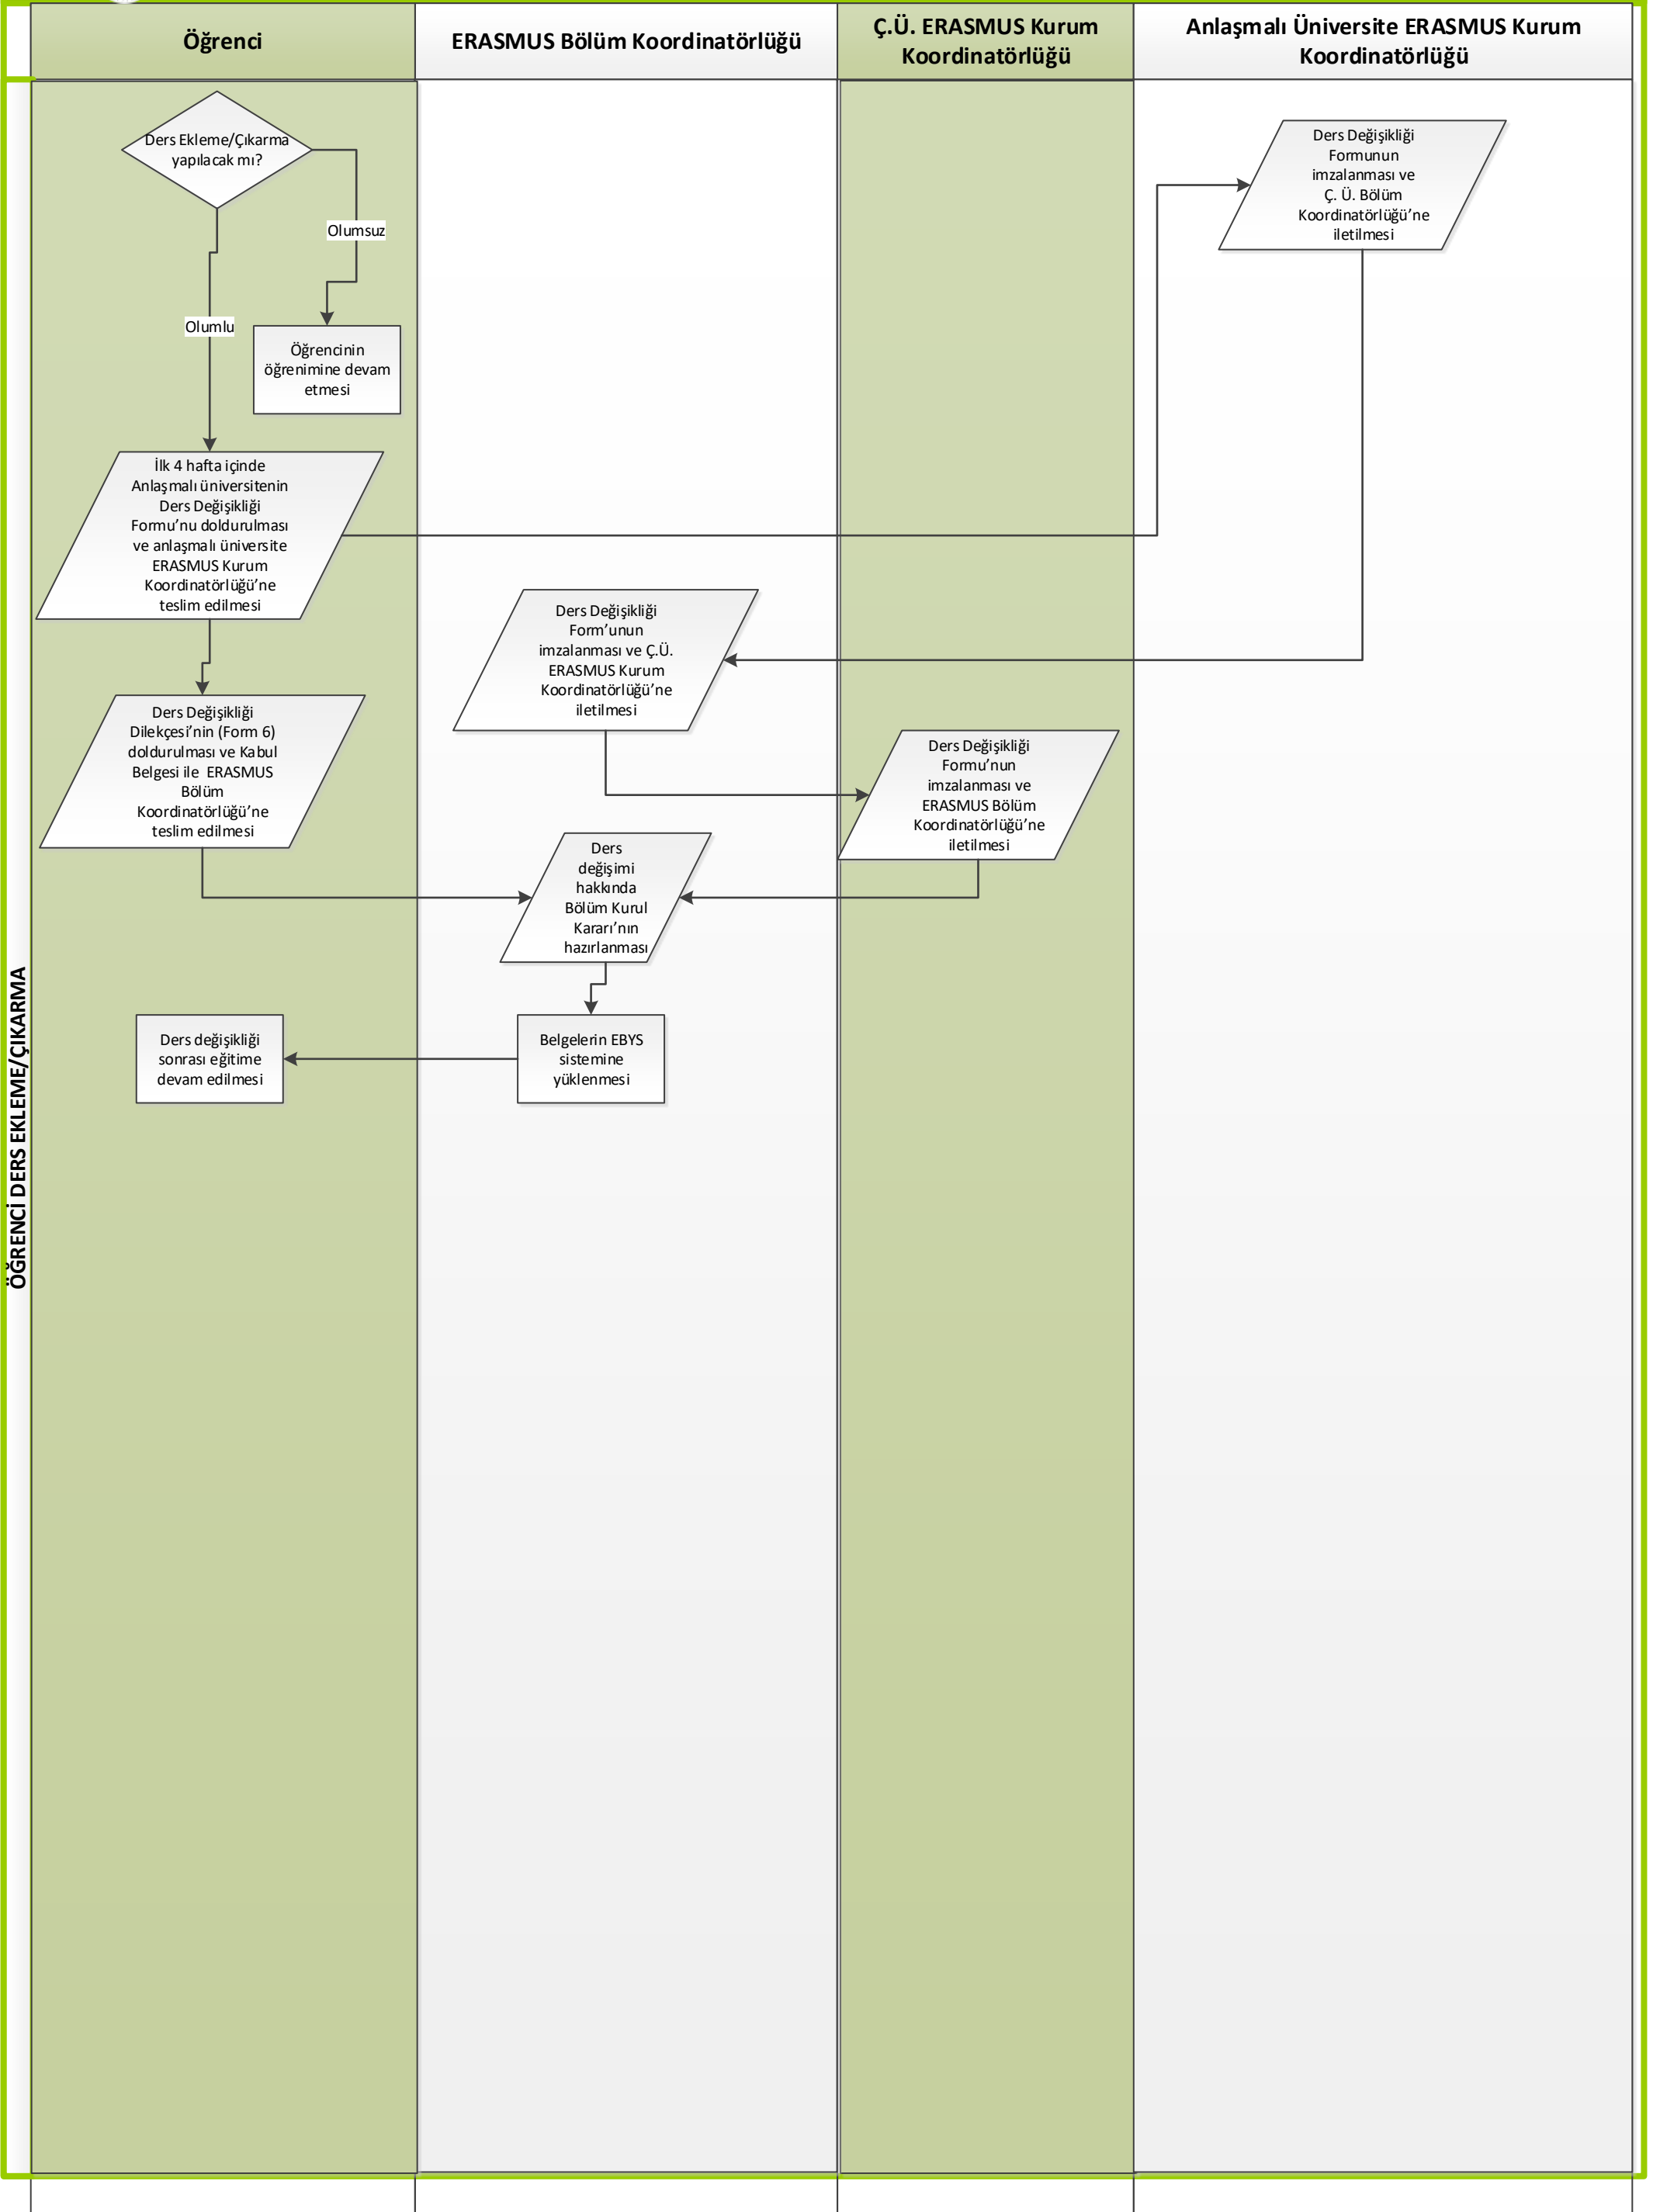 Öğrenci
ERASMUS Bölüm Koordinatörlüğü
Ç.Ü. ERASMUS Kurum
Koordinatörlüğü
Anlaşmalı Üniversite ERASMUS Kurum
Koordinatörlüğü
ÖĞRENCİ DERS EKLEME/ÇIKARMA
Ders Ekleme/Çıkarma
yapılacak mı?
Olumsuz
Olumlu
Öğrencinin
öğrenimine devam
etmesi
Ders Değişikliği
Formunun
imzalanması ve
Ç. Ü. Bölüm
Koordinatörlüğü’ne
iletilmesi
İlk 4 hafta içinde
Anlaşmalı üniversitenin
Ders Değişikliği
Formu’nu doldurulması
ve anlaşmalı üniversite
ERASMUS Kurum
Koordinatörlüğü’ne
teslim edilmesi
Ders Değişikliği
Form’unun
imzalanması ve Ç.Ü.
ERASMUS Kurum
Koordinatörlüğü’ne
iletilmesi
Ders Değişikliği
Dilekçesi’nin (Form 6)
doldurulması ve Kabul
Belgesi ile ERASMUS
Bölüm
Koordinatörlüğü’ne
teslim edilmesi
Ders Değişikliği
Formu’nun
imzalanması ve
ERASMUS Bölüm
Koordinatörlüğü’ne
iletilmesi
Ders
değişimi
hakkında
Bölüm Kurul
Kararı’nın
hazırlanması
Belgelerin EBYS
sistemine
yüklenmesi
Ders değişikliği
sonrası eğitime
devam edilmesi